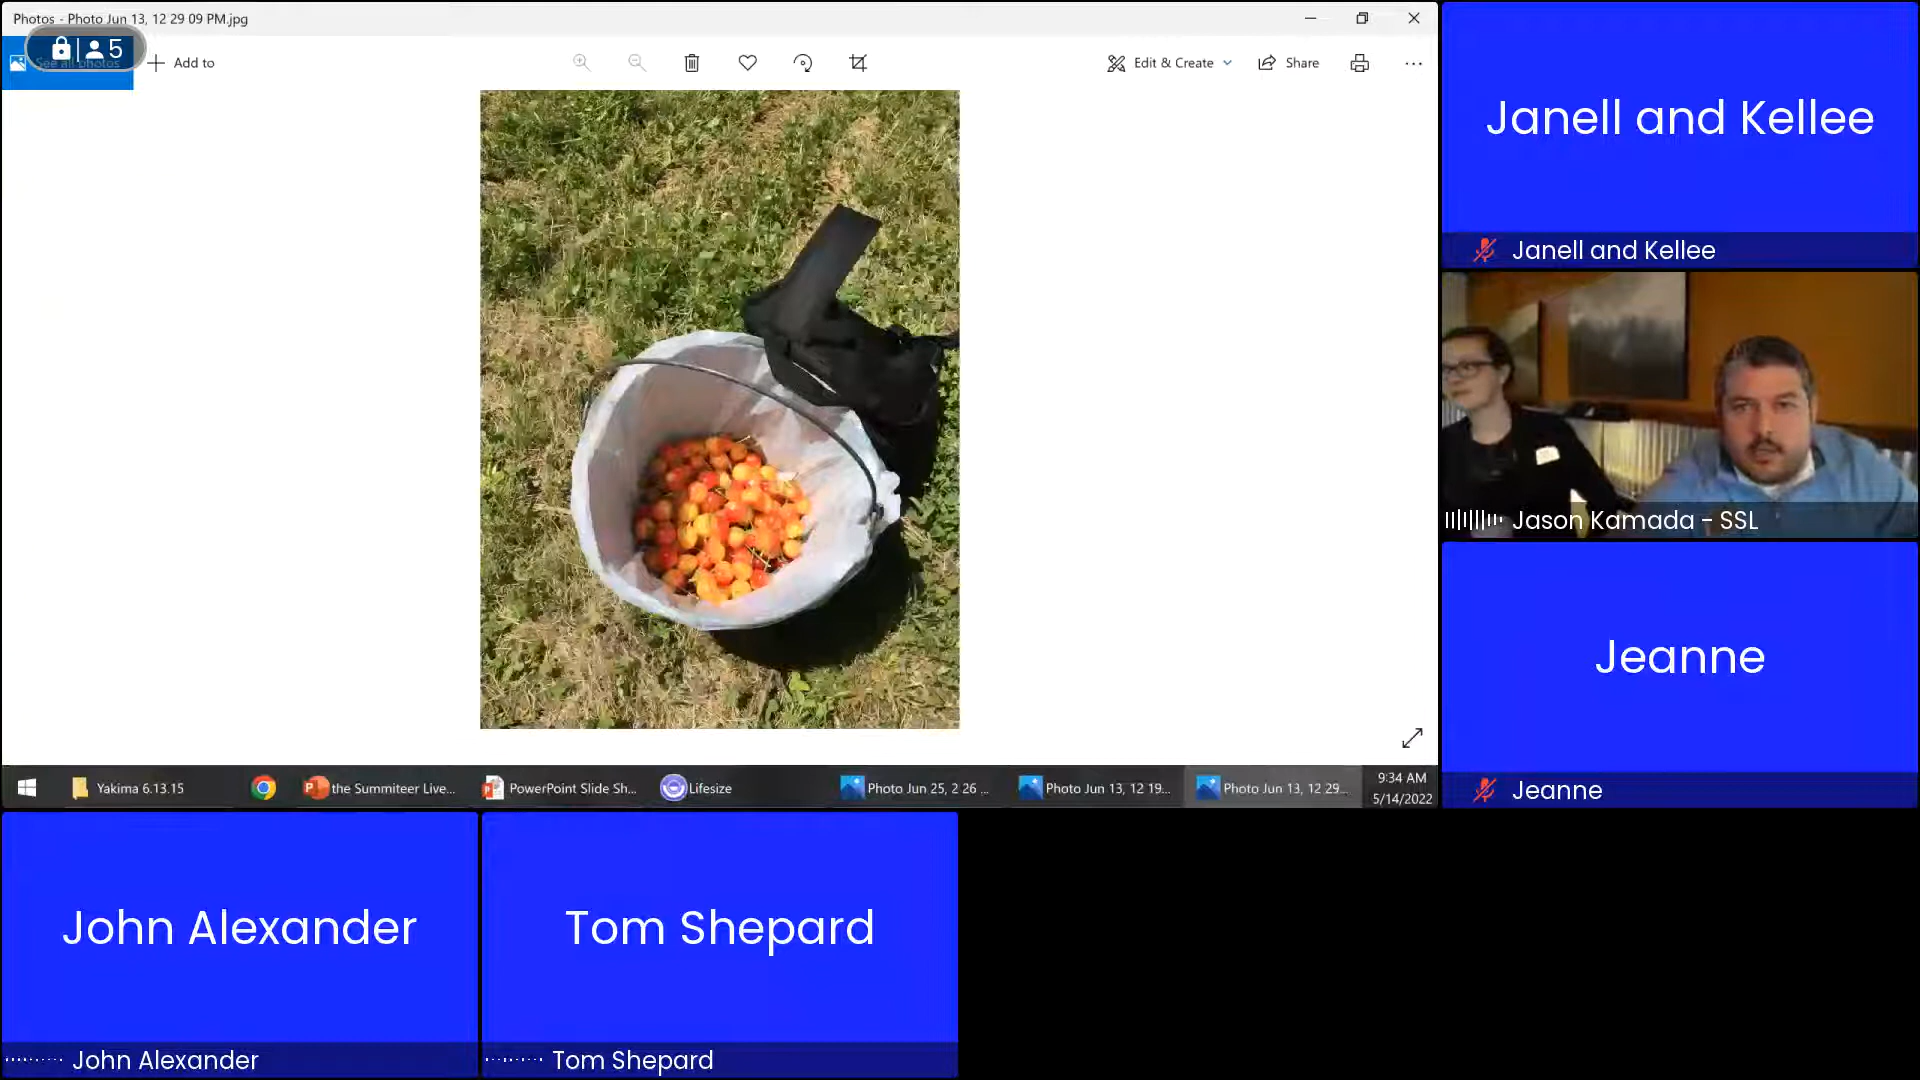 Photos - Photo Jun 13, 12 29 09 PM.jpg
5
See all photos
Add to
Edit & Create
Share
Janell and Kellee
Janell and Kellee
Jason Kamada - SSL
Jeanne
Jeanne
Yakima 6.13.15
the Summiteer Live...
PowerPoint Slide Sh...
Lifesize
Photo Jun 25, 2 26 ...
Photo Jun 13, 12 19...
Photo Jun 13, 12 29...
9:34 AM
5/14/2022
John Alexander
Tom Shepard
John Alexander
Tom Shepard